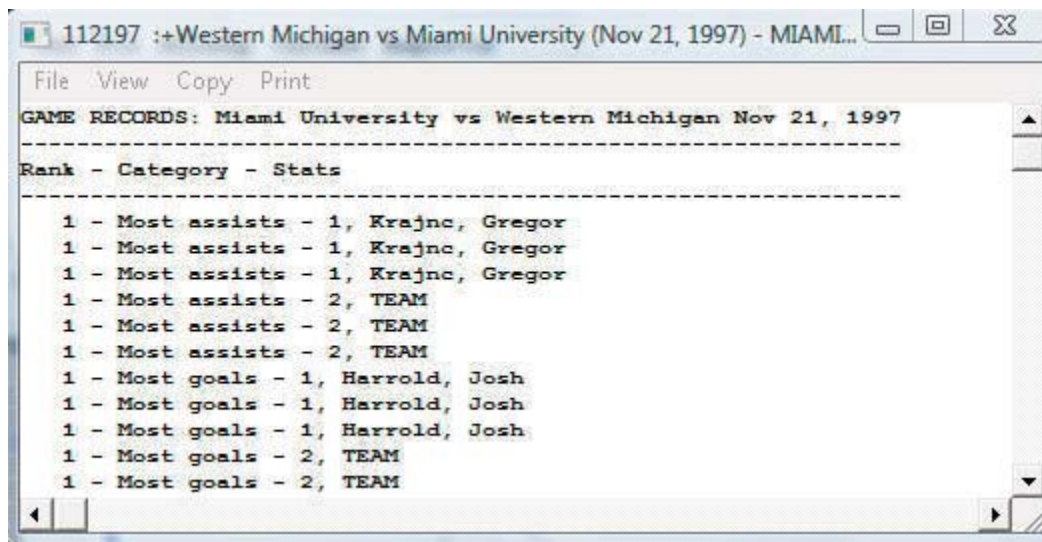 112197 :+Western Michigan vs Miami University (Nov 21, 1997) - MIAMI...
File View Copy Print
GAME RECORDS: Miami University vs Western Michigan Nov 21, 1997
--------------------------------------------------------------------
Rank - Category - Stats
--------------------------------------------------------------------
1 - Most assists - 1, Krajnc, Gregor
1 - Most assists - 1, Krajnc, Gregor
1 - Most assists - 1, Krajnc, Gregor
1 - Most assists - 2, TEAM
1 - Most assists - 2, TEAM
1 - Most assists - 2, TEAM
1 - Most goals - 1, Harrold, Josh
1 - Most goals - 1, Harrold, Josh
1 - Most goals - 1, Harrold, Josh
1 - Most goals - 2, TEAM
1 - Most goals - 2, TEAM